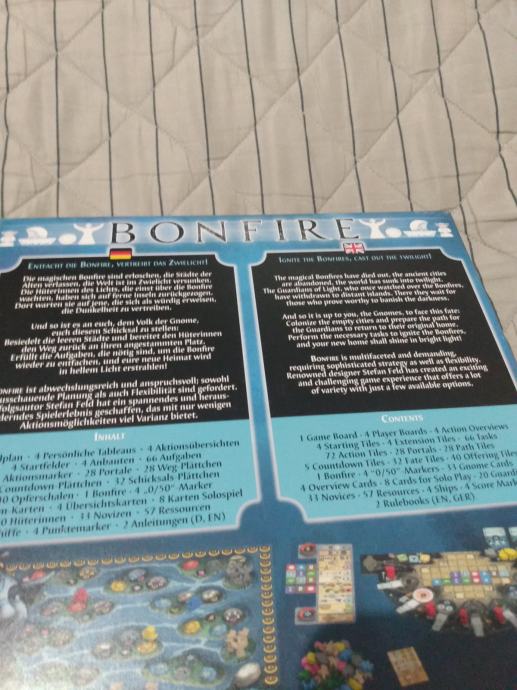 BONFIRE
ENTFACHT DIE BONFIRE, VERTREIBT DAS ZWIELICHT!
Die magischen Bonfire sind erloschen, die Städte der
Alten verlassen, die Welt ist im Zwielicht versunken.
Die Hüterinnen des Lichts, die einst über die Bonfire
wachten, haben sich auf ferne Inseln zurückgezogen.
Dort warten sie auf jene, die sich als würdig erweisen,
die Dunkelheit zu vertreiben.
Und so ist es an euch, dem Volk der Gnome,
euch diesem Schicksal zu stellen:
Besiedelt die leeren Städte und bereitet den Hüterinnen
den Weg zurück an ihren angestammten Platz.
Erfüllt die Aufgaben, die nötig sind, um die Bonfire
wieder zu entfachen, und eure neue Heimat wird
in hellem Licht erstrahlen!
ONFIRE ist abwechslungsreich und anspruchsvoll: sowohl
usschauende Planung als auch Flexibilität sind gefordert.
folgsautor Stefan Feld hat ein spannendes und heraus-
derndes Spielerlebnis geschaffen, das mit nur wenigen
Aktionsmöglichkeiten viel Varianz bietet.
INHALT
lplan · 4 Persönliche Tableaus · 4 Aktionsübersichten
4 Startfelder · 4 Anbauten · 66 Aufgaben
Aktionsmarker · 28 Portale · 28 Weg-Plättchen
Countdown Plättchen · 32 Schicksals Plättchen
0 Opferschalen · 1 Bonfire · 4 „0/50" Marker
m-Karten · 4 Übersichtskarten · 8 Karten Solospiel
0 Hüterinnen · 33 Novizen · 57 Ressourcen
iffe · 4 Punktemarker · 2 Anleitungen (D, EN)
IGNITE THE BONFIRES, CAST OUT THE TWILIGHT!
The magical Bonfires have died out, the ancient cities
are abandoned, the world has sunk into twilight.
The Guardians of Light, who once watched over the Bonfires,
have withdrawn to distant islands. There they wait for
those who prove worthy to banish the darkness.
And so it is up to you, the Gnomes, to face this fate:
Colonize the empty cities and prepare the path for
the Guardians to return to their original home.
Perform the necessary tasks to ignite the Bonfires,
and your new home shall shine in bright light!
BONFIRE is multifaceted and demanding,
requiring sophisticated strategy as well as flexibility.
Renowned designer Stefan Feld has created an exciting
and challenging game experience that offers a lot
of variety with just a few available options.
CONTENTS
1 Game Board · 4 Player Boards · 4 Action Overviews
4 Starting Tiles · 4 Extension Tiles · 66 Tasks
72 Action Tiles · 28 Portals · 28 Path Tiles
5 Countdown Tiles · 32 Fate Tiles · 40 Offering Tiles
1 Bonfire · 4 "0/50" Markers · 33 Gnome Cards
4 Overview Cards · 8 Cards for Solo Play · 20 Guardi
33 Novices · 57 Resources · 4 Ships · 4 Score Mark
2 Rulebooks (EN, GER)